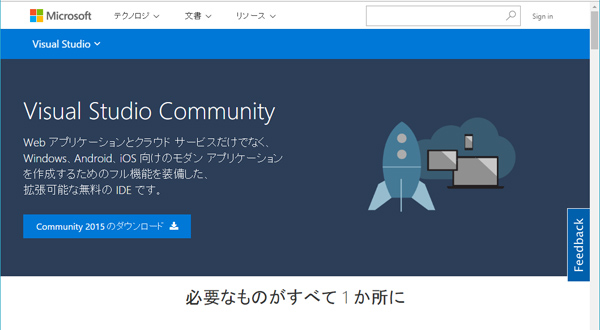 Microsoft テクノロジ 文書 リソース Sign in
Visual Studio
Visual Studio Community
Web アプリケーションとクラウド サービスだけでなく、
Windows、Android、iOS 向けのモダン アプリケーション
を作成するためのフル機能を装備した、
拡張可能な無料の IDE です。
Community 2015 のダウンロード
Feedback
必要なものがすべて 1 か所に